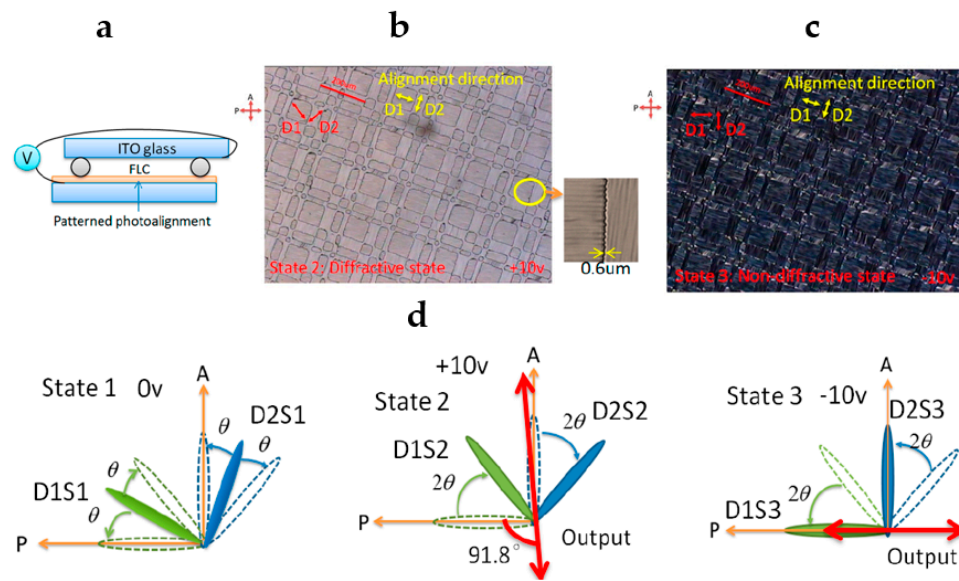 a
b
c
V
ITO glass
FLC
Patterned photoalignment
A
P
Alignment direction
D1
D2
D1
D2
State 2: Diffractive state
+10v
0.6um
A
P
Alignment direction
D1
D2
D1
D2
State 3: Non-diffractive state
-10v
d
State 1 0v
A
D2S1
θ
θ
θ
θ
D1S1
P
+10v
State 2
A
D2S2
2θ
D1S2
2θ
P
91.8°
Output
State 3 -10v
A
D2S3
2θ
2θ
D1S3
P
Output